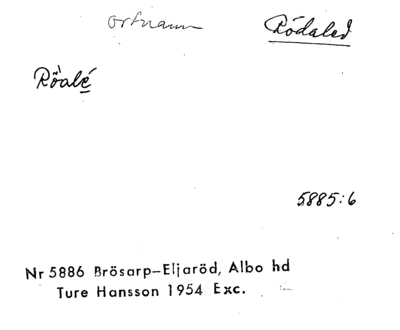 ortnamn Rödaled
Röalé
5885:6
Nr 5886 Brösarp–Eljaröd, Albo hd
Ture Hansson 1954 Exc.